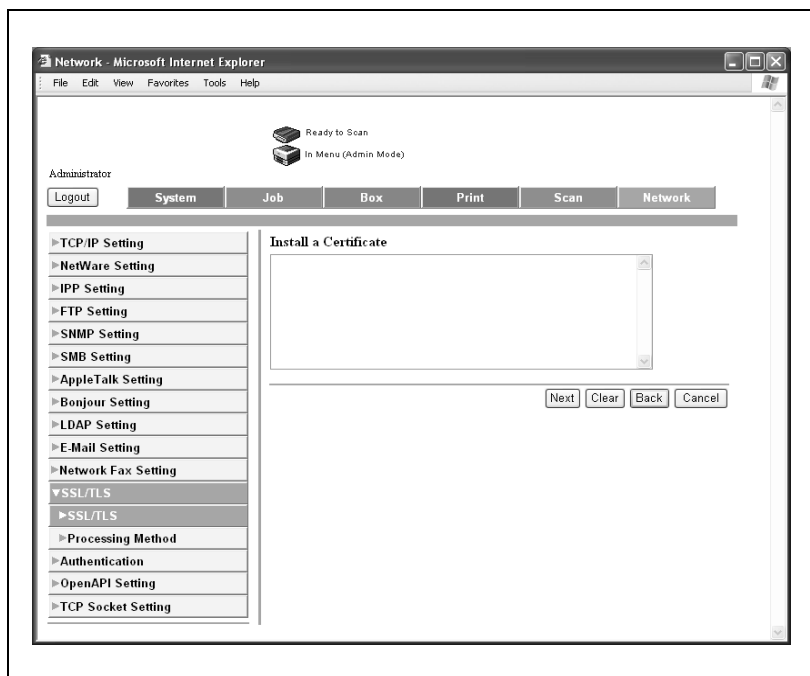 Network - Microsoft Internet Explorer
File Edit View Favorites Tools Help
Ready to Scan
In Menu (Admin Mode)
Administrator
Logout System Job Box Print Scan Network
TCP/IP Setting
NetWare Setting
IPP Setting
FTP Setting
SNMP Setting
SMB Setting
AppleTalk Setting
Bonjour Setting
LDAP Setting
E-Mail Setting
Network Fax Setting
SSL/TLS
SSL/TLS
Processing Method
Authentication
OpenAPI Setting
TCP Socket Setting
Install a Certificate
Next Clear Back Cancel